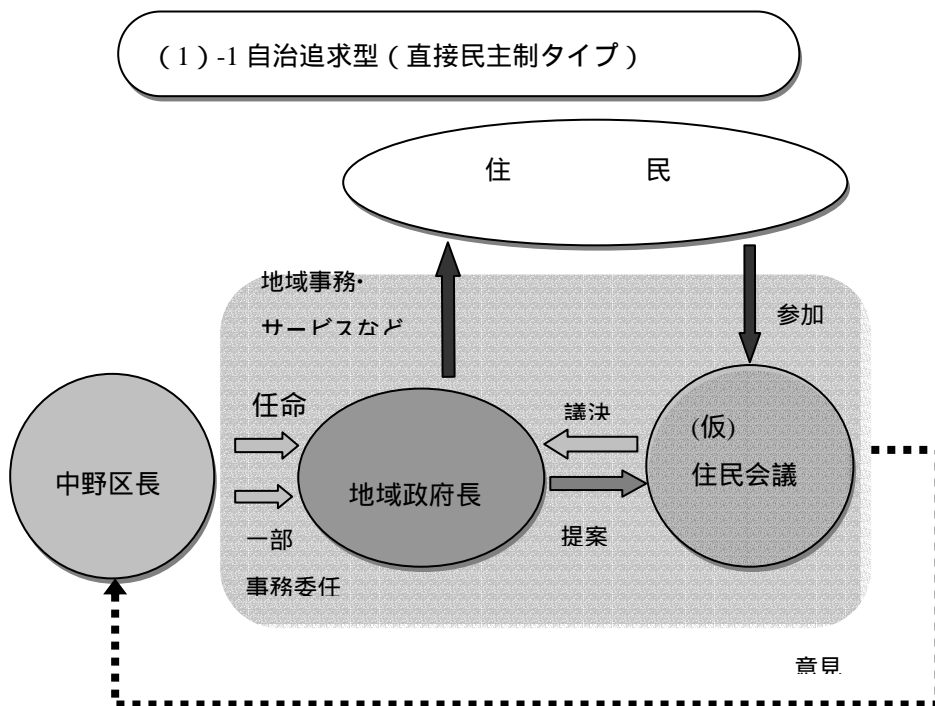 （1）-1 自治追求型（直接民主制タイプ）
住 民
地域事務・
サービスなど
参加
任命
議決
(仮)
住民会議
中野区長
地域政府長
一部
事務委任
提案
意見